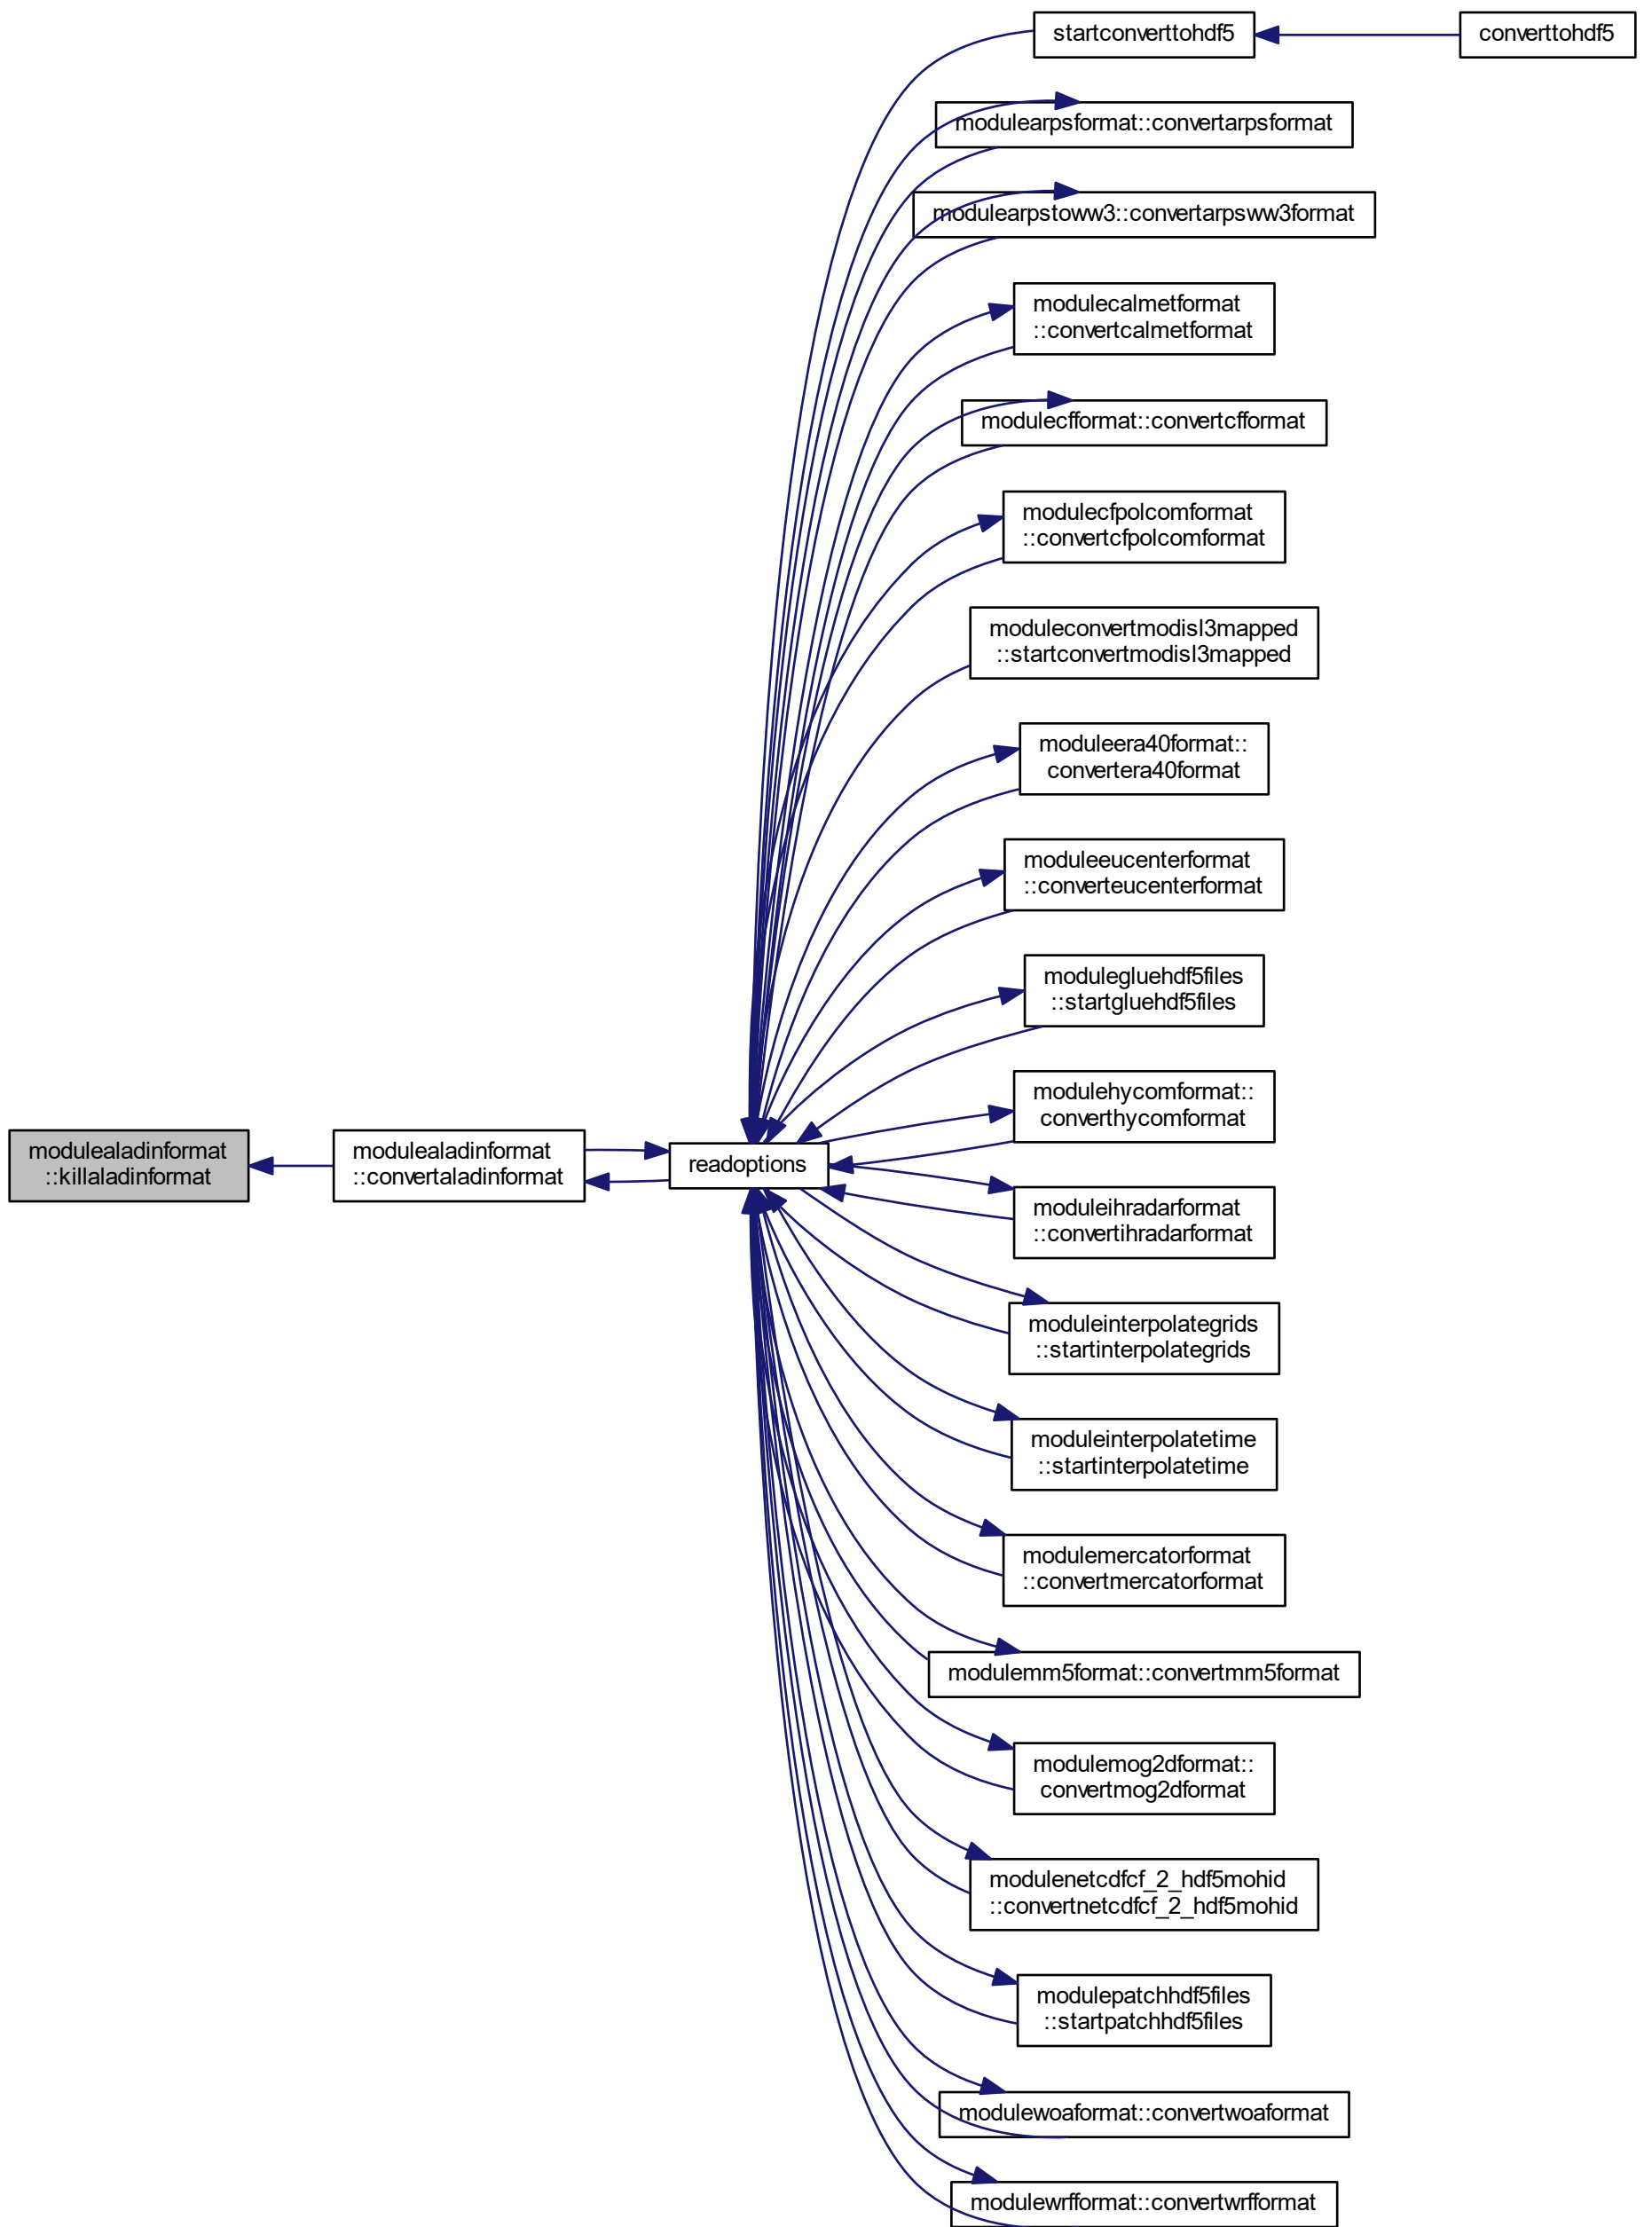 startconverttohdf5
converttohdf5
modulearpsformat::convertarpsformat
modulearpstoww3::convertarpsww3format
modulecalmetformat
::convertcalmetformat
modulecfformat::convertcfformat
modulecfpolcomformat
::convertcfpolcomformat
moduleconvertmodisl3mapped
::startconvertmodisl3mapped
moduleera40format::
convertera40format
moduleeucenterformat
::converteucenterformat
modulegluehdf5files
::startgluehdf5files
modulehycomformat::
converthycomformat
modulealadinformat
::killaladinformat
modulealadinformat
::convertaladinformat
readoptions
moduleihradarformat
::convertihradarformat
moduleinterpolategrids
::startinterpolategrids
moduleinterpolatetime
::startinterpolatetime
modulemercatorformat
::convertmercatorformat
modulemm5format::convertmm5format
modulemog2dformat::
convertmog2dformat
modulenetcdfcf_2_hdf5mohid
::convertnetcdfcf_2_hdf5mohid
modulepatchhdf5files
::startpatchhdf5files
modulewoaformat::convertwoaformat
modulewrfformat::convertwrfformat